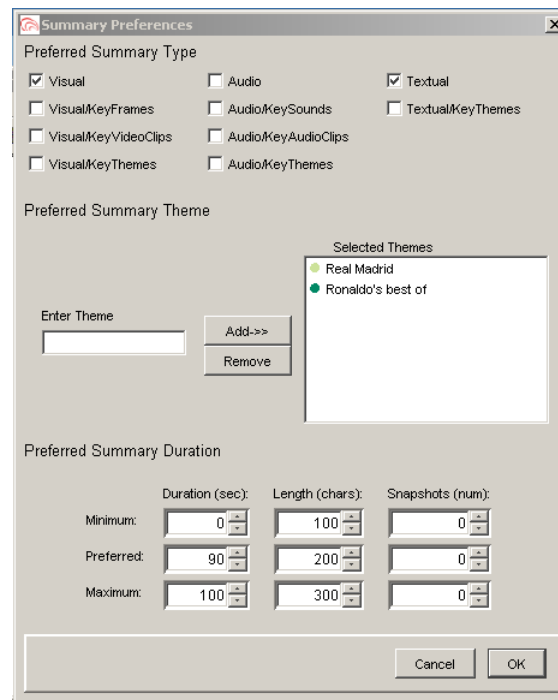 Summary Preferences
Preferred Summary Type
Visual Audio Textual
Visual/KeyFrames Audio/KeySounds Textual/KeyThemes
Visual/KeyVideoClips Audio/KeyAudioClips
Visual/KeyThemes Audio/KeyThemes
Preferred Summary Theme
Selected Themes
Real Madrid
Ronaldo's best of
Enter Theme
Add->>
Remove
Preferred Summary Duration
Duration (sec): Length (chars): Snapshots (num):
Minimum: 0 100 0
Preferred: 90 200 0
Maximum: 100 300 0
Cancel OK